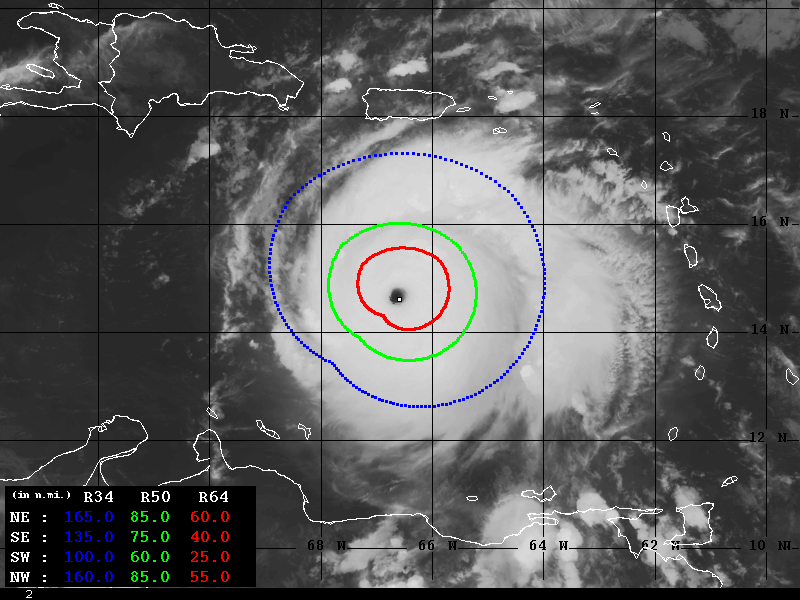 18 N
16 N
14 N
12 N
68 W 66 W 64 W 62 W 10 N
(in n.mi.) R34 R50 R64
NE : 165.0 85.0 60.0
SE : 135.0 75.0 40.0
SW : 100.0 60.0 25.0
NW : 160.0 85.0 55.0
2